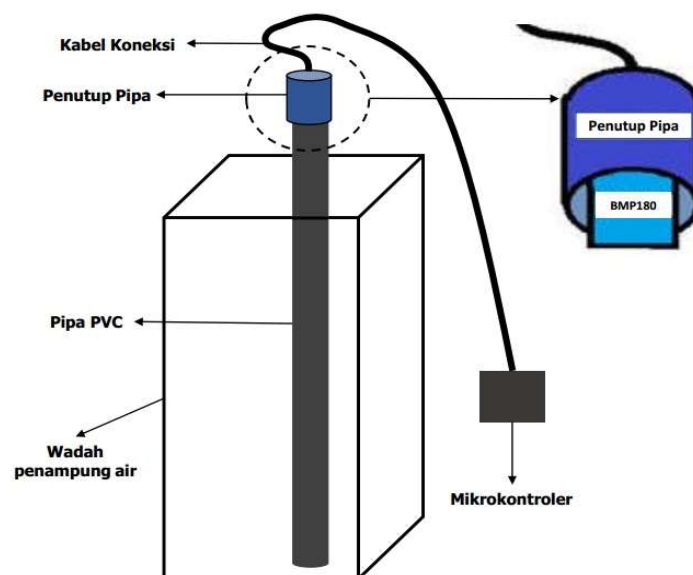 Kabel Koneksi
Penutup Pipa
Penutup Pipa
BMP180
Pipa PVC
Wadah
penampung air
Mikrokontroler